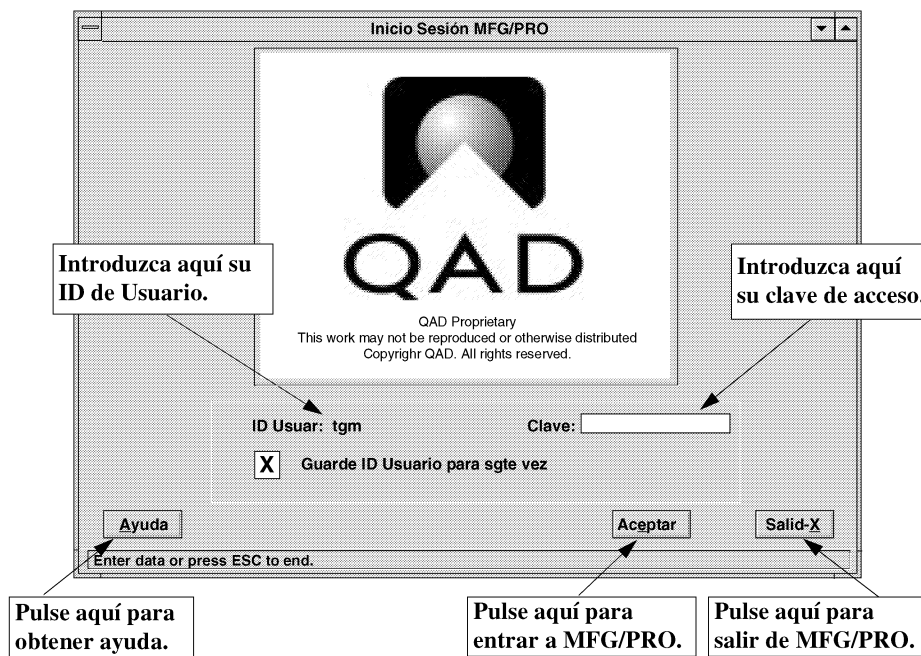 Inicio Sesión MFG/PRO
QAD
QAD Proprietary
This work may not be reproduced or otherwise distributed
Copyrighr QAD. All rights reserved.
Introduzca aquí su
ID de Usuario.
Introduzca aquí
su clave de acceso.
ID Usuar: tgm
Clave:
X Guarde ID Usuario para sgte vez
Ayuda
Aceptar
Salid-X
Enter data or press ESC to end.
Pulse aquí para
obtener ayuda.
Pulse aquí para
entrar a MFG/PRO.
Pulse aquí para
salir de MFG/PRO.